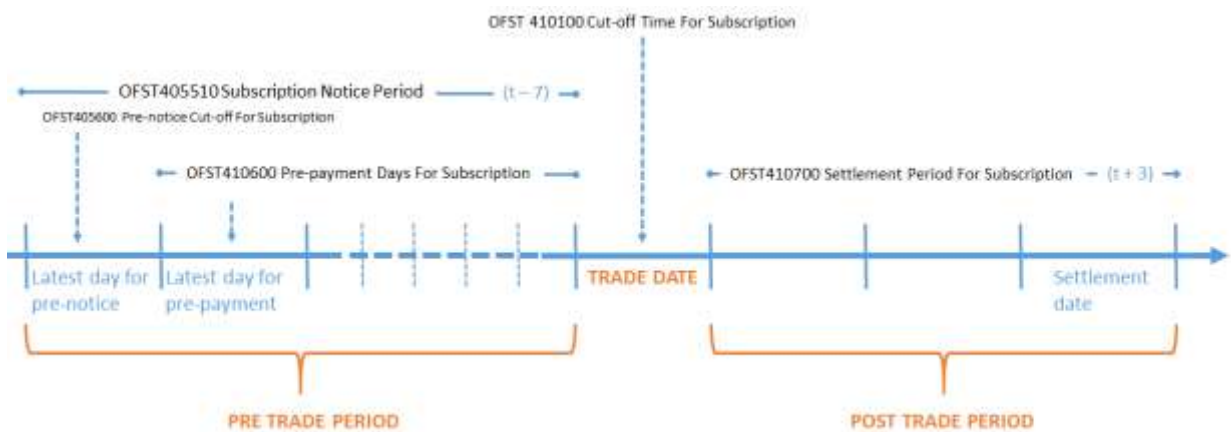 OFST 410100 Cut-off Time For Subscription
OFST405510 Subscription Notice Period (t – 7)
OFST405600 Pre-notice Cut-off For Subscription
OFST410600 Pre-payment Days For Subscription
OFST410700 Settlement Period For Subscription (t + 3)
Latest day for
pre-notice
Latest day for
pre-payment
TRADE DATE
Settlement
date
PRE TRADE PERIOD
POST TRADE PERIOD